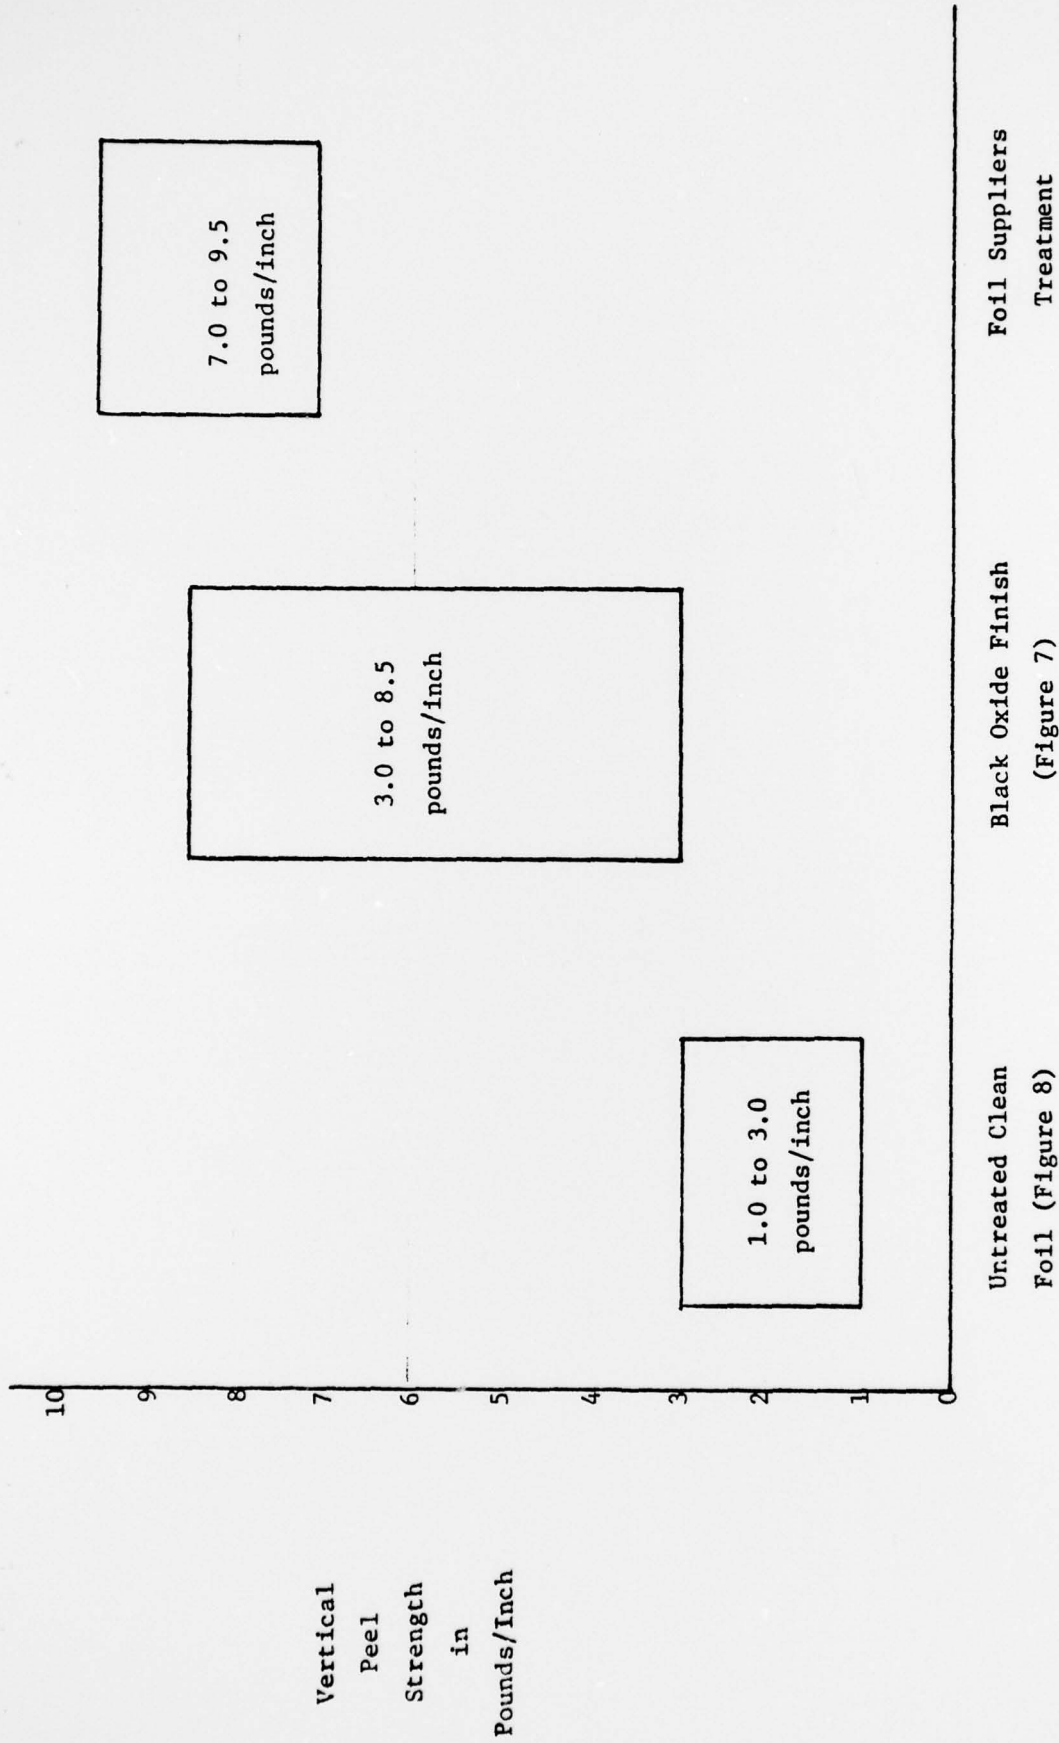 Vertical
Peel
Strength
in
Pounds/Inch
10
9
8
7
6
5
4
3
2
1
0
1.0 to 3.0
pounds/inch
3.0 to 8.5
pounds/inch
7.0 to 9.5
pounds/inch
Untreated Clean
Foil (Figure 8)
Black Oxide Finish
(Figure 7)
Foil Suppliers
Treatment